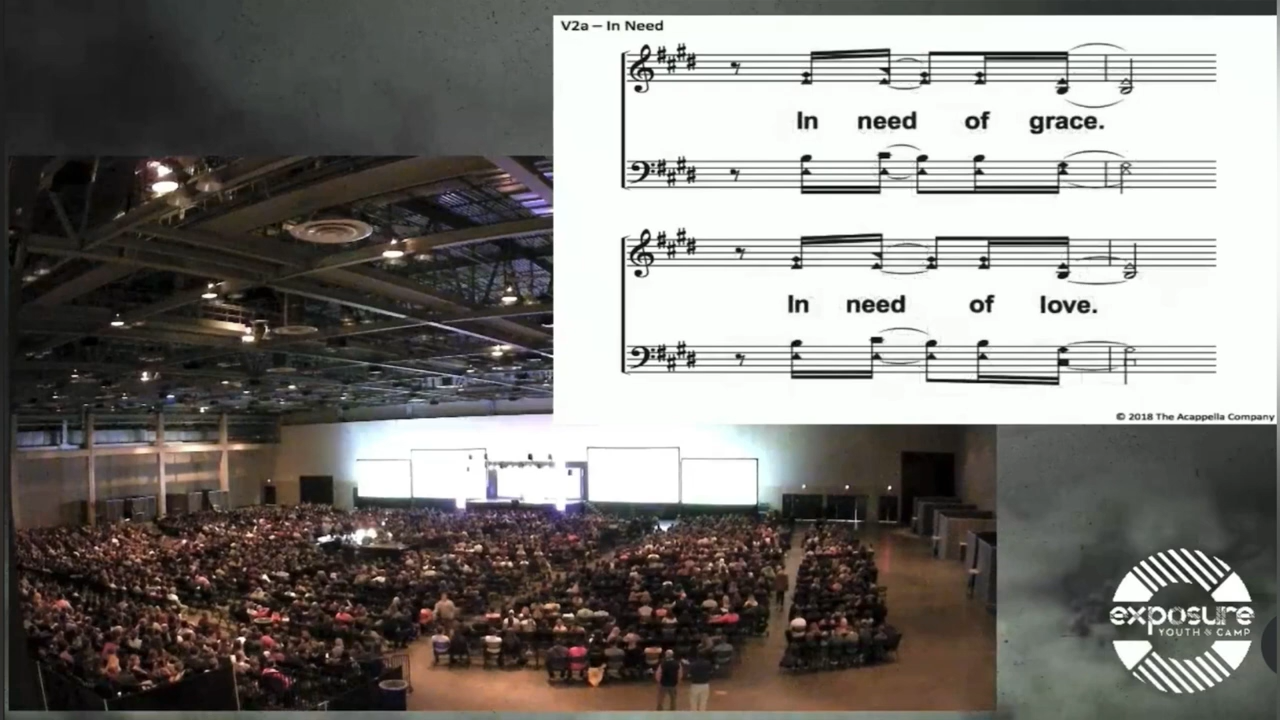 V2a – In Need
In need of grace.
In need of love.
© 2018 The Acappella Company
exposure
YOUTH CAMP